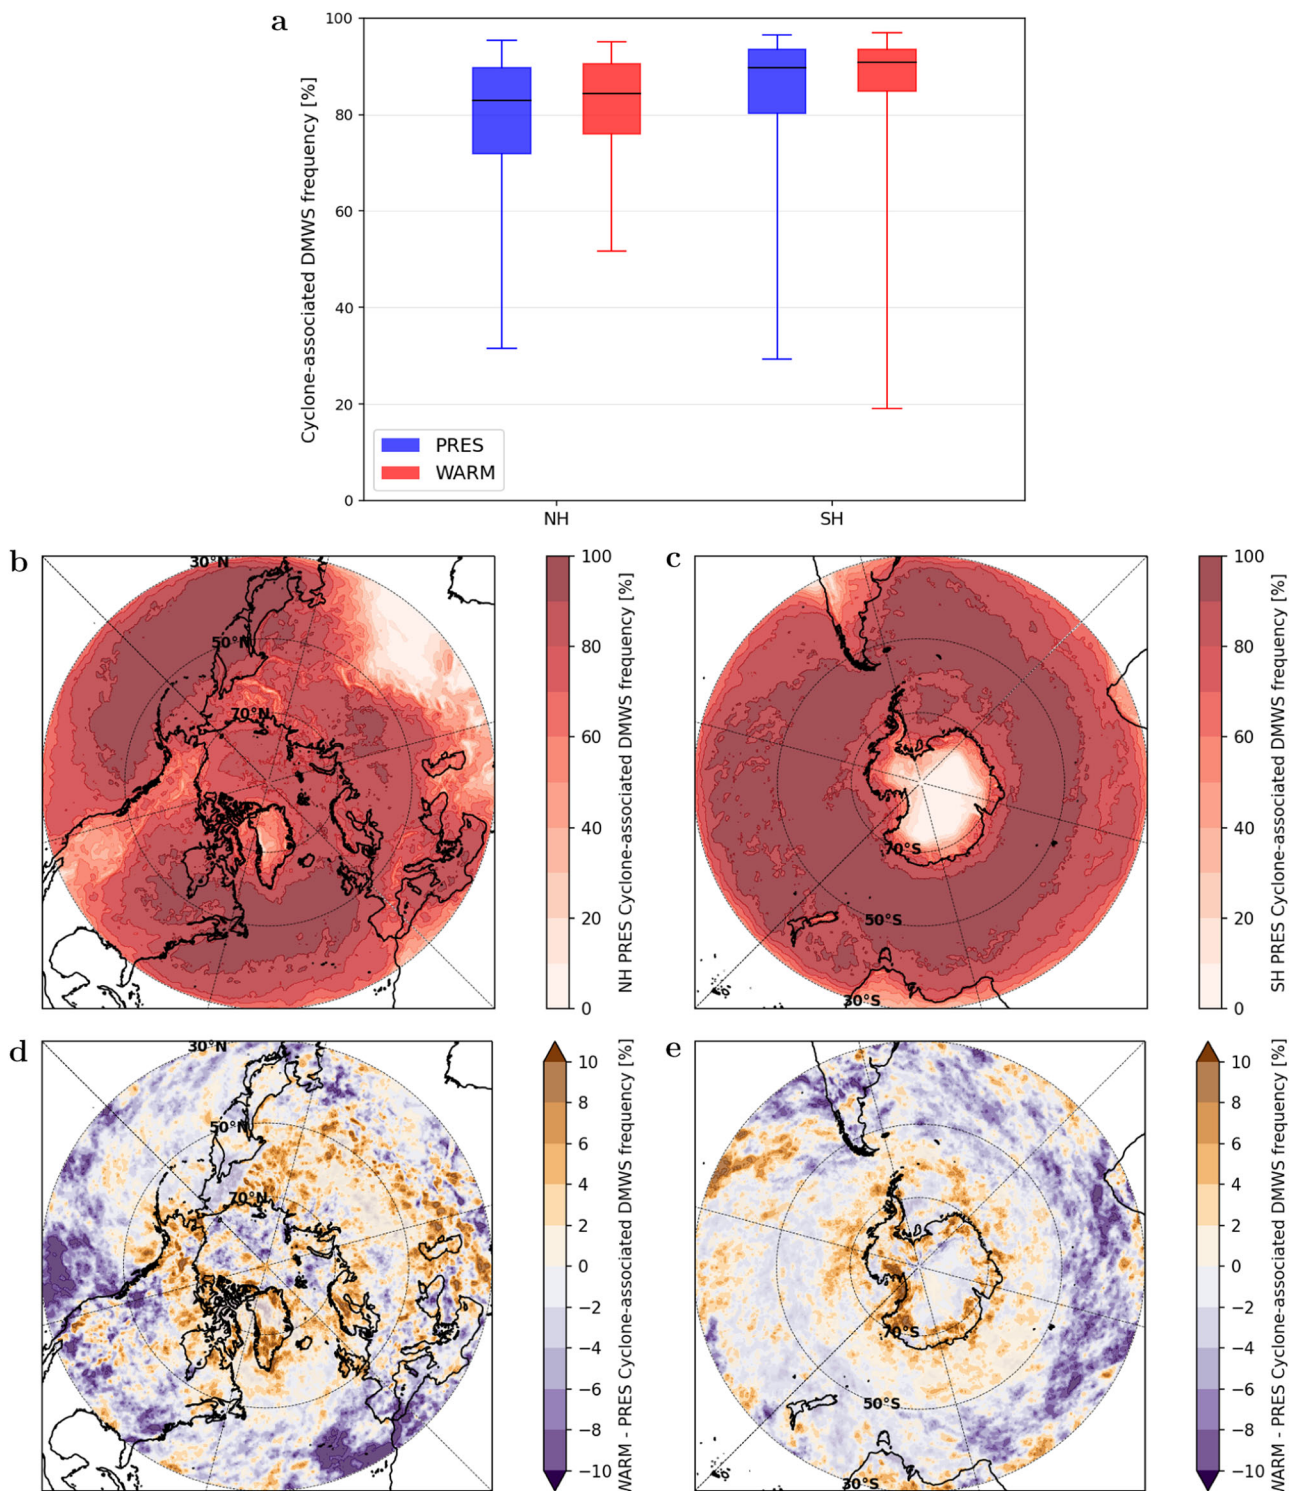 a
Cyclone-associated DMWS frequency [%]
100
80
60
40
20
0
PRES
WARM
NH
SH
b
30°N
50°N
70°N
100
80
60
40
20
0
NH PRES Cyclone-associated DMWS frequency [%]
c
70°S
50°S
30°S
100
80
60
40
20
0
SH PRES Cyclone-associated DMWS frequency [%]
d
30°N
50°N
70°N
10
8
6
4
2
0
−2
−4
−6
−8
−10
WARM - PRES Cyclone-associated DMWS frequency [%]
e
70°S
50°S
30°S
10
8
6
4
2
0
−2
−4
−6
−8
−10
WARM - PRES Cyclone-associated DMWS frequency [%]